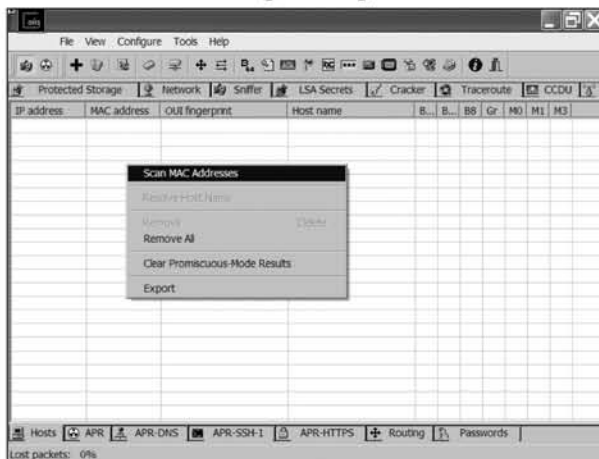 File View Configure Tools Help
Protected Storage Network Sniffer LSA Secrets Cracker Traceroute CCDU
IP address MAC address OUI fingerprint Host name B... B... B8 Gr M0 M1 M3
Scan MAC Addresses
Resolve Host Name
Remove Delete
Remove All
Clear Promiscuous-Mode Results
Export
Hosts APR APR-DNS APR-SSH-1 APR-HTTPS Routing Passwords
Lost packets: 0%